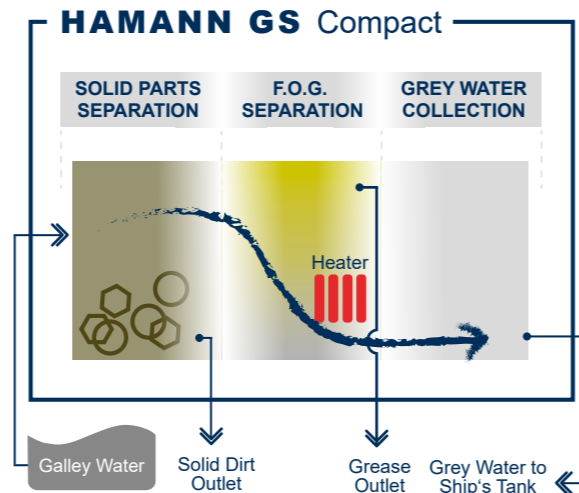 HAMANN GS Compact
SOLID PARTS
SEPARATION
F.O.G.
SEPARATION
GREY WATER
COLLECTION
Heater
Galley Water
Solid Dirt
Outlet
Grease
Outlet
Grey Water to
Ship‘s Tank